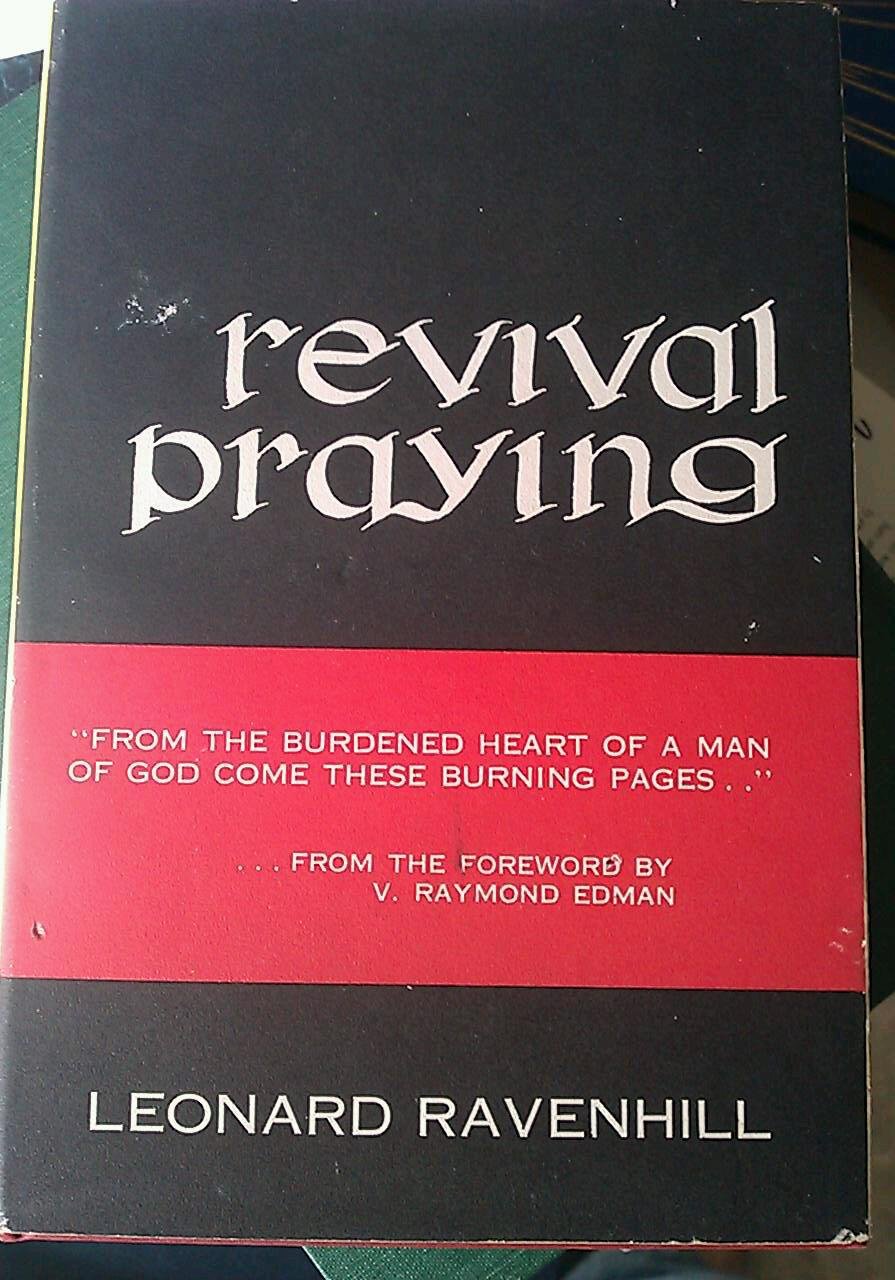 revival
praying
“FROM THE BURDENED HEART OF A MAN
OF GOD COME THESE BURNING PAGES . .”
. . . FROM THE FOREWORD BY
V. RAYMOND EDMAN
LEONARD RAVENHILL